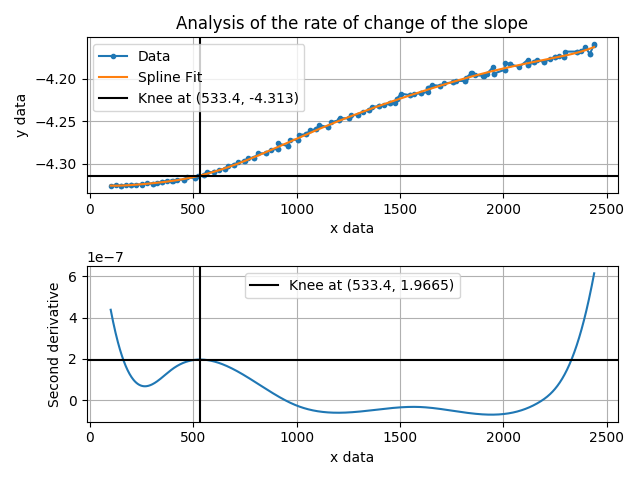 Analysis of the rate of change of the slope
Data
Spline Fit
Knee at (533.4, -4.313)
−4.20
−4.25
−4.30
y data
0 500 1000 1500 2000 2500
x data
1e−7
Knee at (533.4, 1.9665)
6
4
2
0
Second derivative
0 500 1000 1500 2000 2500
x data